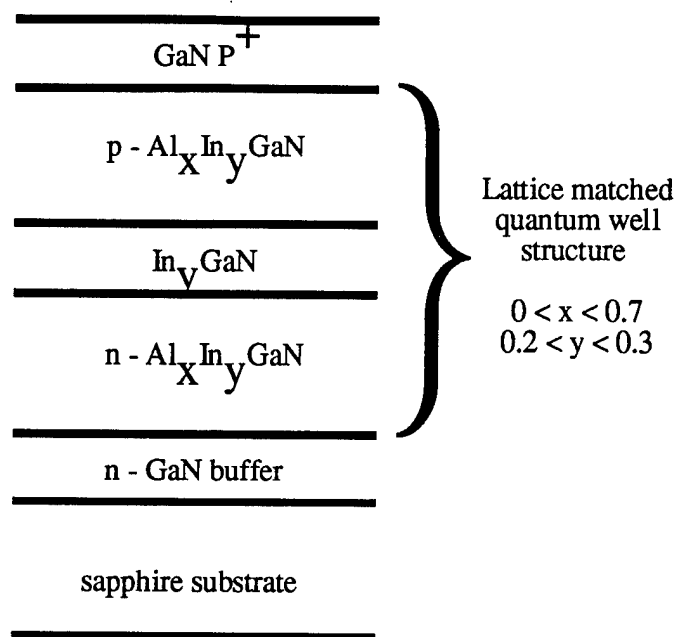 GaN P+
p - AlxInyGaN
Lattice matched
quantum well
structure
InvGaN
0 < x < 0.7
0.2 < y < 0.3
n - AlxInyGaN
n - GaN buffer
sapphire substrate